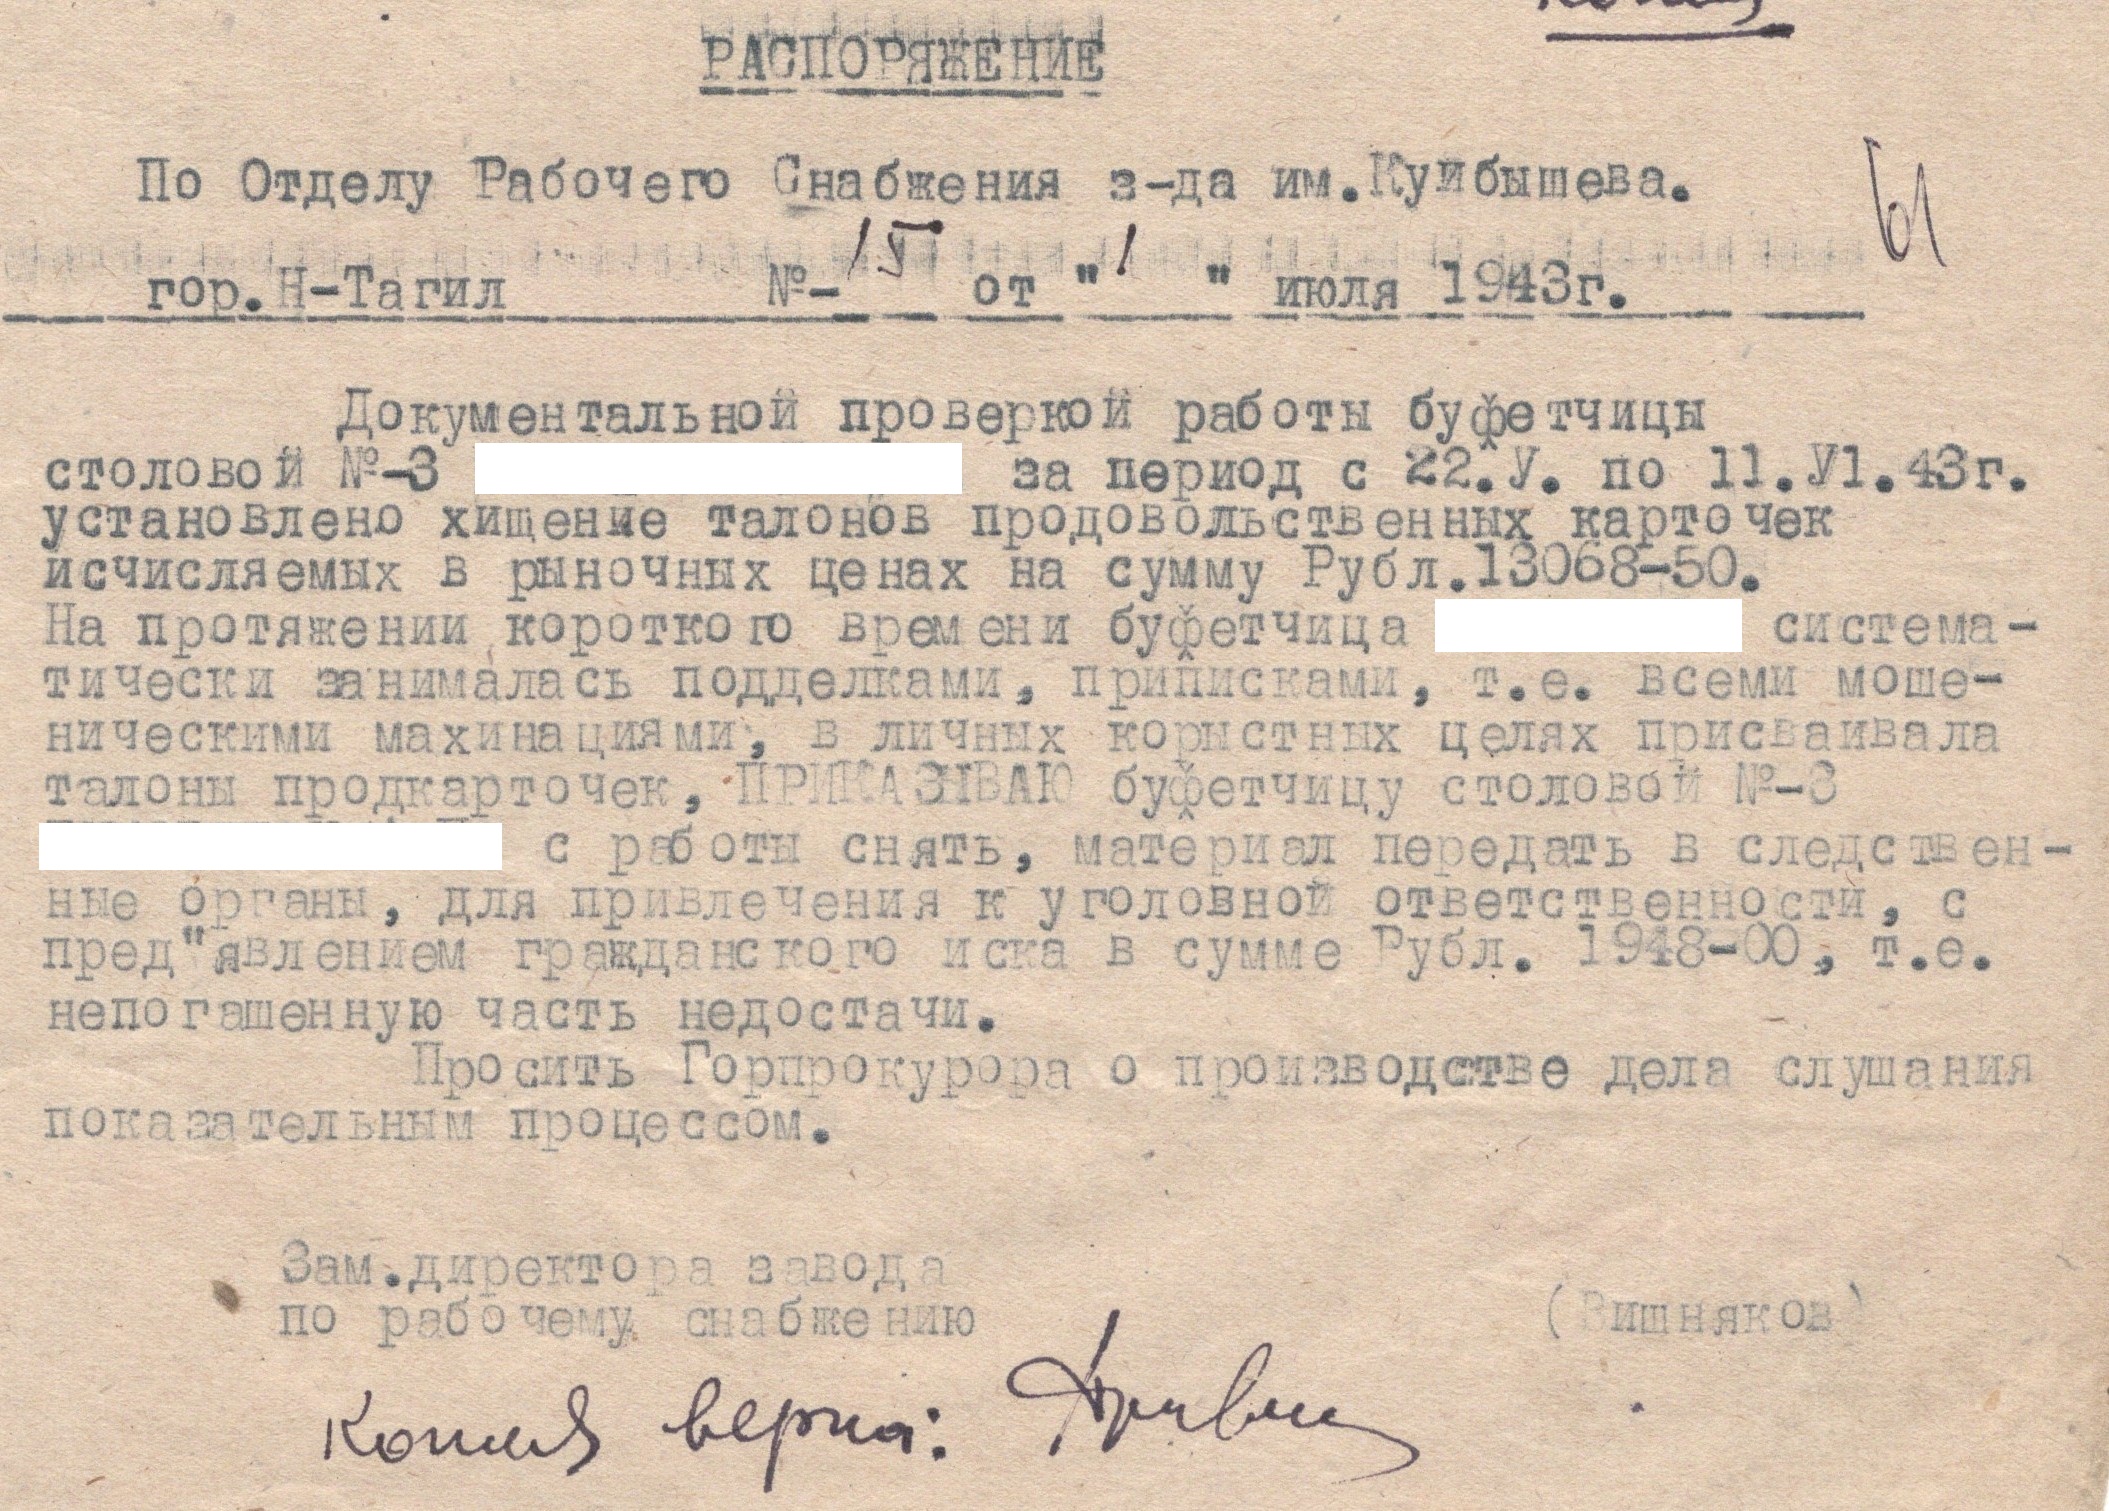 РАСПОРЯЖЕНИЕ
По Отделу Рабочего Снабжения з-да им.Куйбышева.
61
гор.Н-Тагил №-15 от "1 " июля 1943г.
Документальной проверкой работы буфетчицы
столовой №-3 за период с 22.У. по 11.У1.43г.
установлено хищение талонов продовольственных карточек
исчисляемых в рыночных ценах на сумму Рубл.13068-50.
На протяжении короткого времени буфетчица система-
тически занималась подделками, приписками, т.е. всеми моше-
ническими махинациями, в личных корыстных целях присваивала
талоны продкарточек, ПРИКАЗЫВАЮ буфетчицу столовой №-3
с работы снять, материал передать в следствен-
ные органы, для привлечения к уголовной ответственности, с
пред"явлением гражданского иска в сумме Рубл. 1948-00, т.е.
непогашенную часть недостачи.
Просить Горпрокурора о производстве дела слушания
показательным процессом.
Зам.директора завода
по рабочему снабжению (Вишняков)
Копия верна: